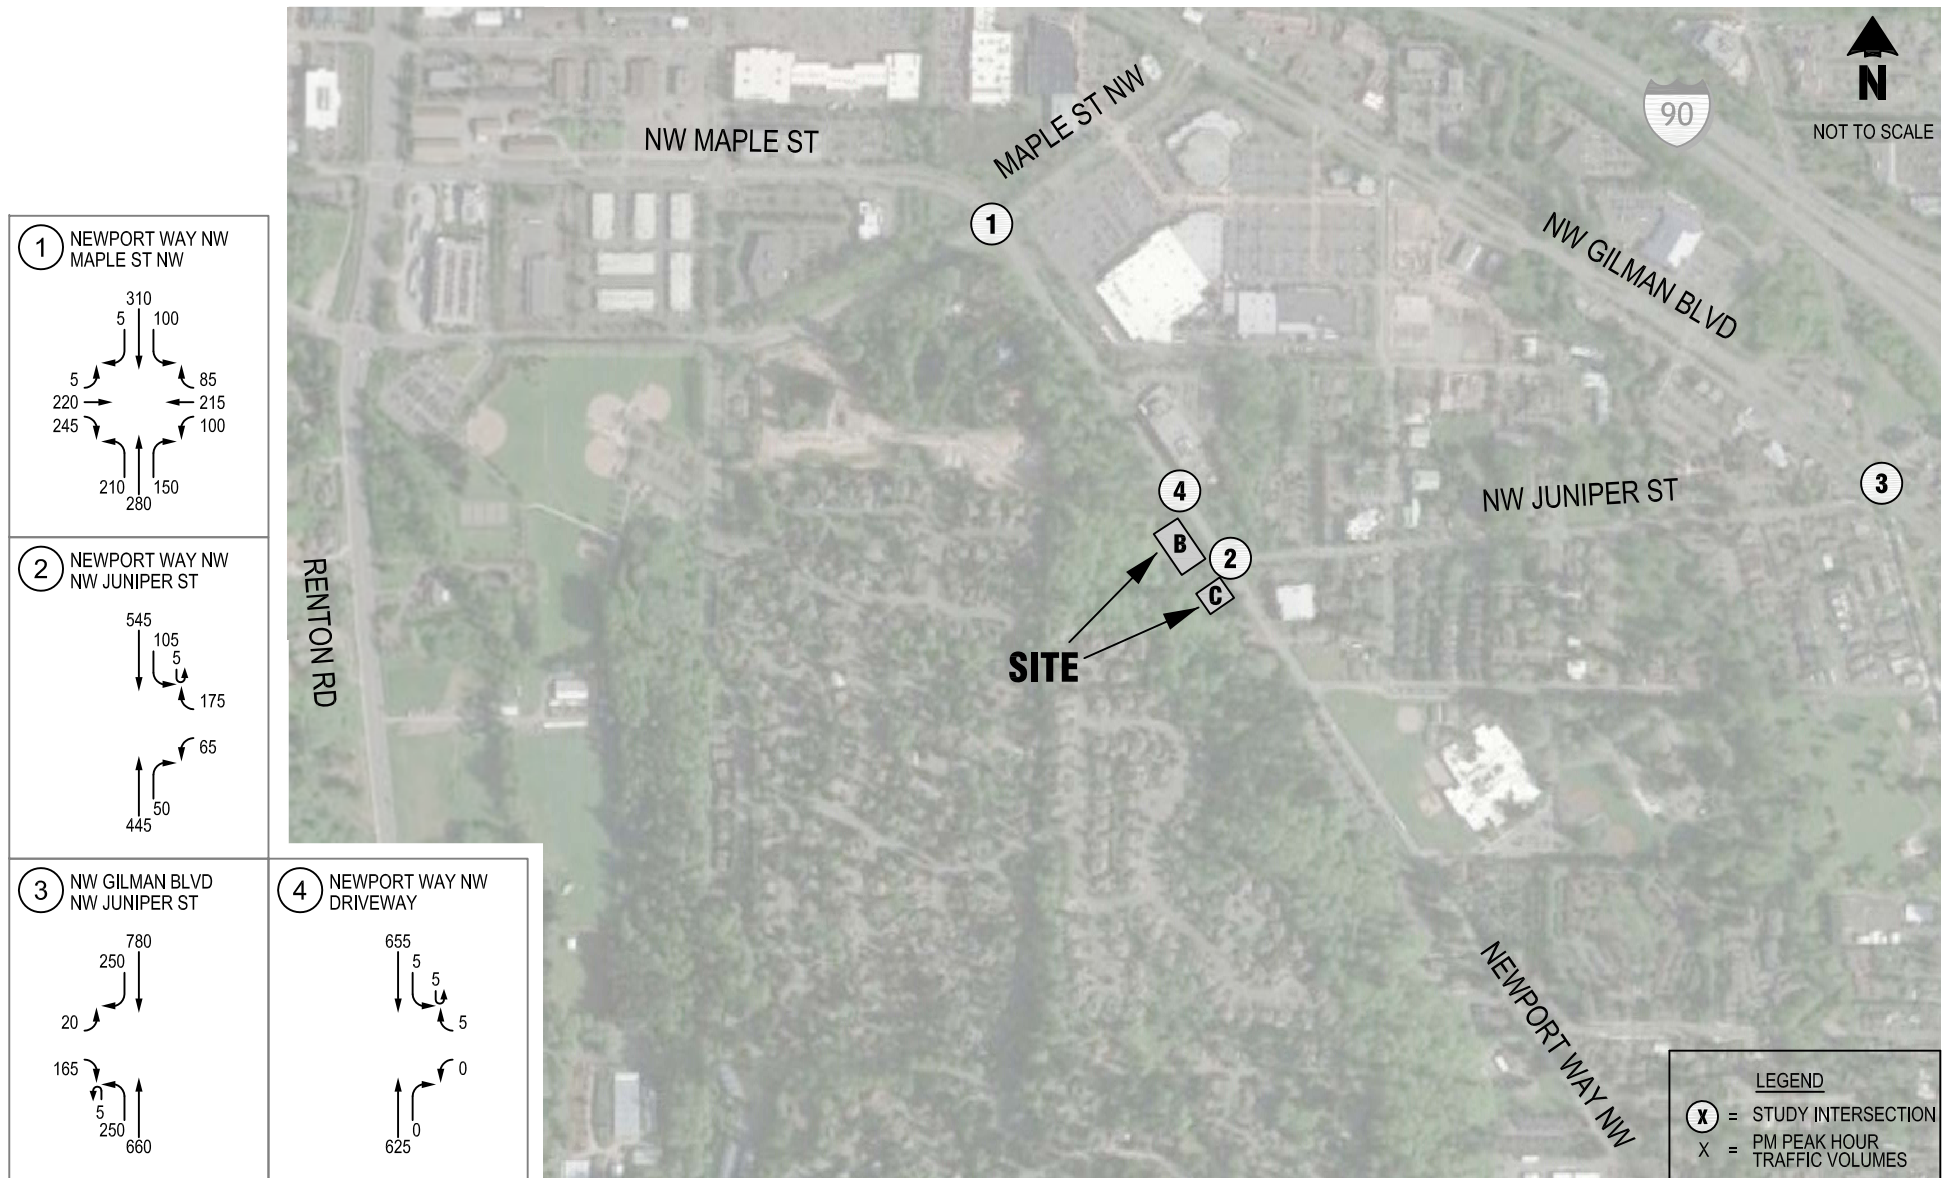 N
NOT TO SCALE
90
NW MAPLE ST
MAPLE ST NW
NW GILMAN BLVD
NW JUNIPER ST
RENTON RD
NEWPORT WAY NW
1
2
3
4
B
C
SITE
1 NEWPORT WAY NW
MAPLE ST NW
310
5 100
5 85
220 215
245 100
210 150
280
2 NEWPORT WAY NW
NW JUNIPER ST
545
105
5
175
65
50
445
3 NW GILMAN BLVD
NW JUNIPER ST
780
250
20
165
5
250
660
4 NEWPORT WAY NW
DRIVEWAY
655
5
5
5
0
0
625
LEGEND
X = STUDY INTERSECTION
X = PM PEAK HOUR
TRAFFIC VOLUMES